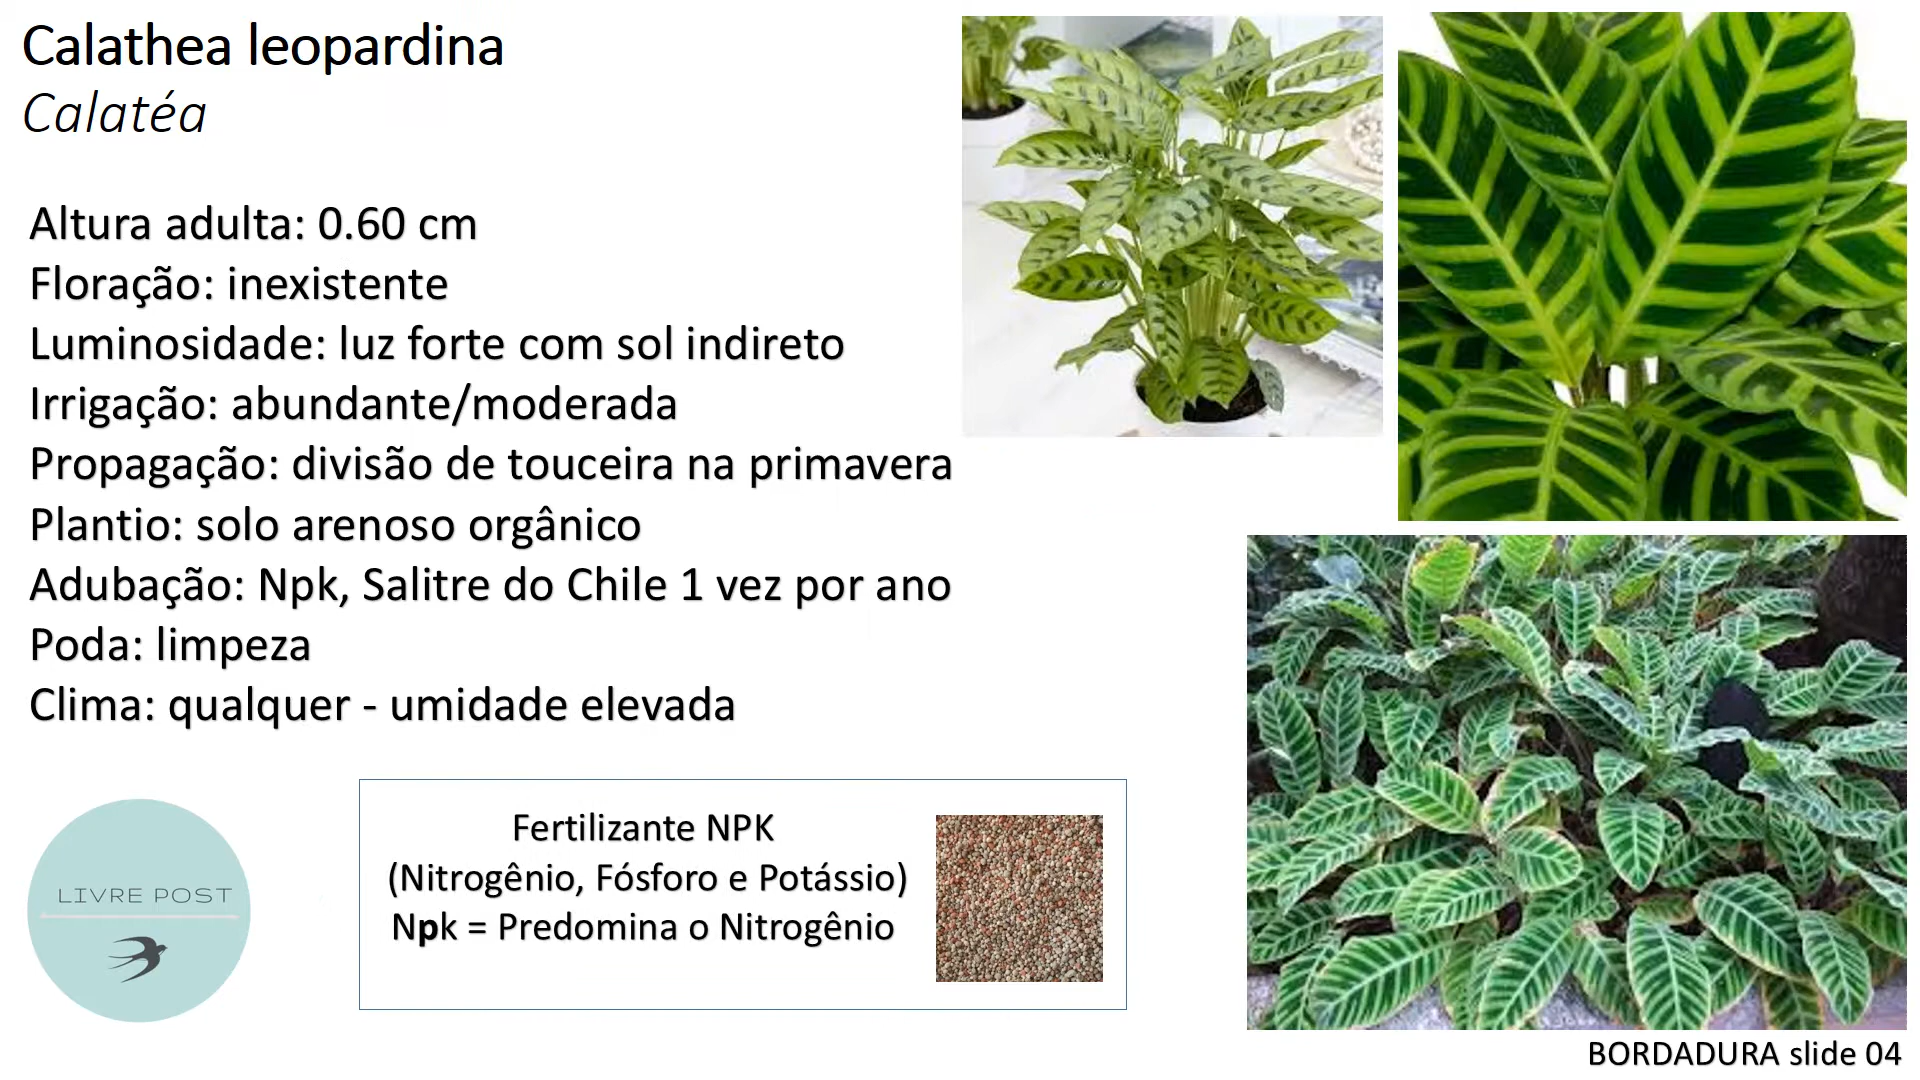 Calathea leopardina
Calatéa
Altura adulta: 0.60 cm
Floração: inexistente
Luminosidade: luz forte com sol indireto
Irrigação: abundante/moderada
Propagação: divisão de touceira na primavera
Plantio: solo arenoso orgânico
Adubação: Npk, Salitre do Chile 1 vez por ano
Poda: limpeza
Clima: qualquer - umidade elevada
LIVRE POST
Fertilizante NPK
(Nitrogênio, Fósforo e Potássio)
Npk = Predomina o Nitrogênio
BORDADURA slide 04